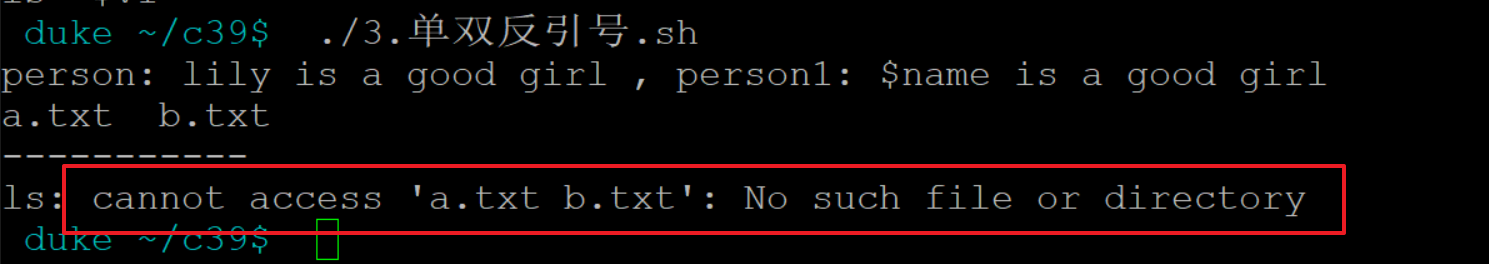 duke ~/c39$ ./3.单双反引号.sh
person: lily is a good girl , person1: $name is a good girl
a.txt  b.txt
-----------
ls: cannot access 'a.txt b.txt': No such file or directory
duke ~/c39$